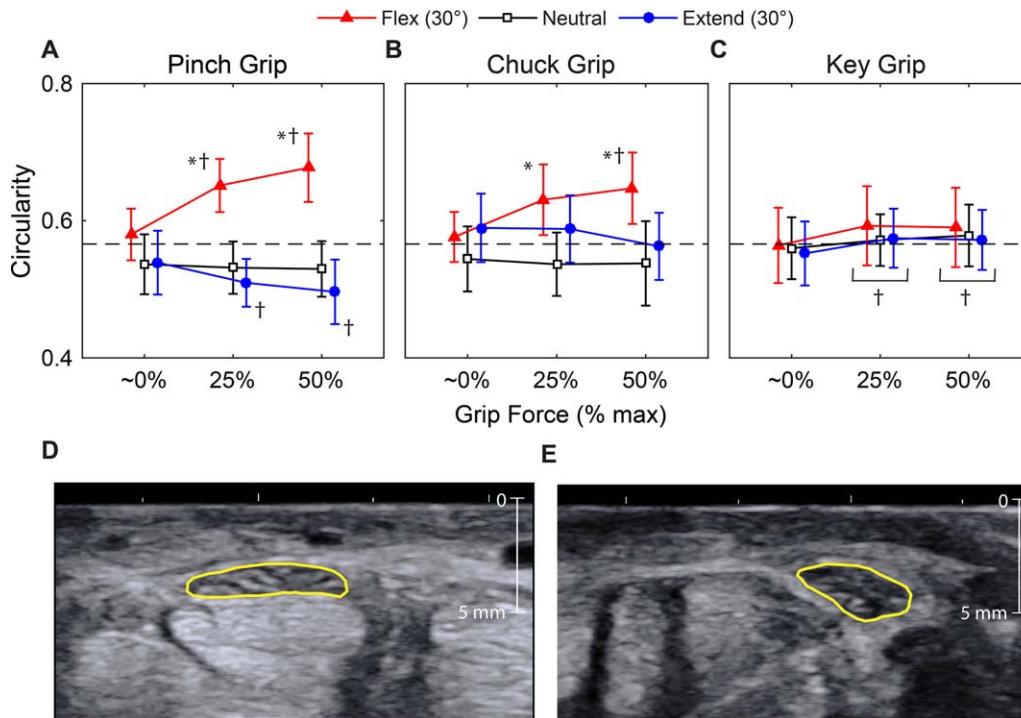 Flex (30°) Neutral Extend (30°)
A B C
Pinch Grip Chuck Grip Key Grip
0.8
*†
*†
*
*†
Circularity
0.6
†
†
†
†
0.4
~0% 25% 50% ~0% 25% 50% ~0% 25% 50%
Grip Force (% max)
D E
0 0
5 mm 5 mm